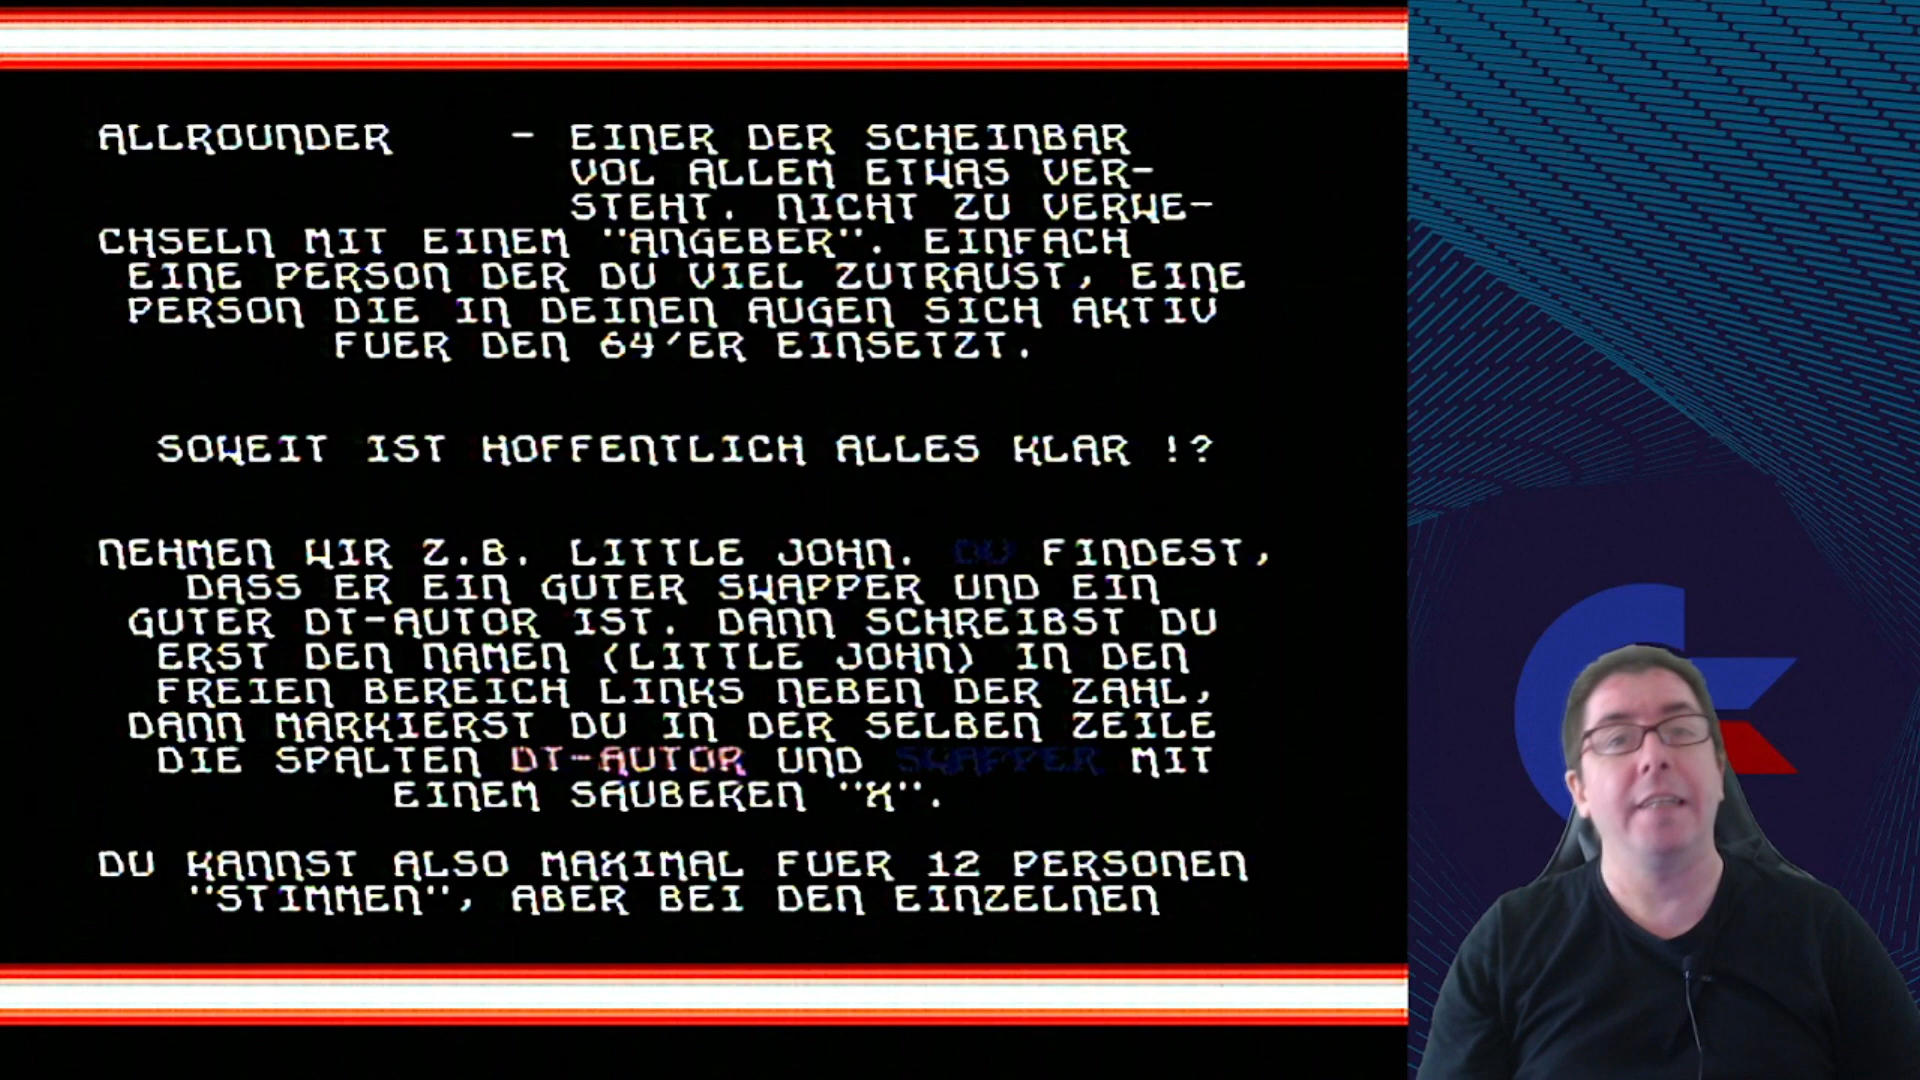 ALLROUNDER - EINER DER SCHEINBAR
VOL ALLEM ETWAS VER-
STEHT. NICHT ZU VERWE-
CHSELN MIT EINEM "ANGEBER". EINFACH
EINE PERSON DER DU VIEL ZUTRAUST, EINE
PERSON DIE IN DEINEN AUGEN SICH AKTIV
FUER DEN 64'ER EINSETZT.
SOWEIT IST HOFFENTLICH ALLES KLAR !?
NEHMEN WIR Z.B. LITTLE JOHN. DU FINDEST,
DASS ER EIN GUTER SWAPPER UND EIN
GUTER DT-AUTOR IST. DANN SCHREIBST DU
ERST DEN NAMEN (LITTLE JOHN) IN DEN
FREIEN BEREICH LINKS NEBEN DER ZAHL,
DANN MARKIERST DU IN DER SELBEN ZEILE
DIE SPALTEN DT-AUTOR UND SWAPPER MIT
EINEM SAUBEREN "X".
DU KANNST ALSO MAXIMAL FUER 12 PERSONEN
"STIMMEN", ABER BEI DEN EINZELNEN